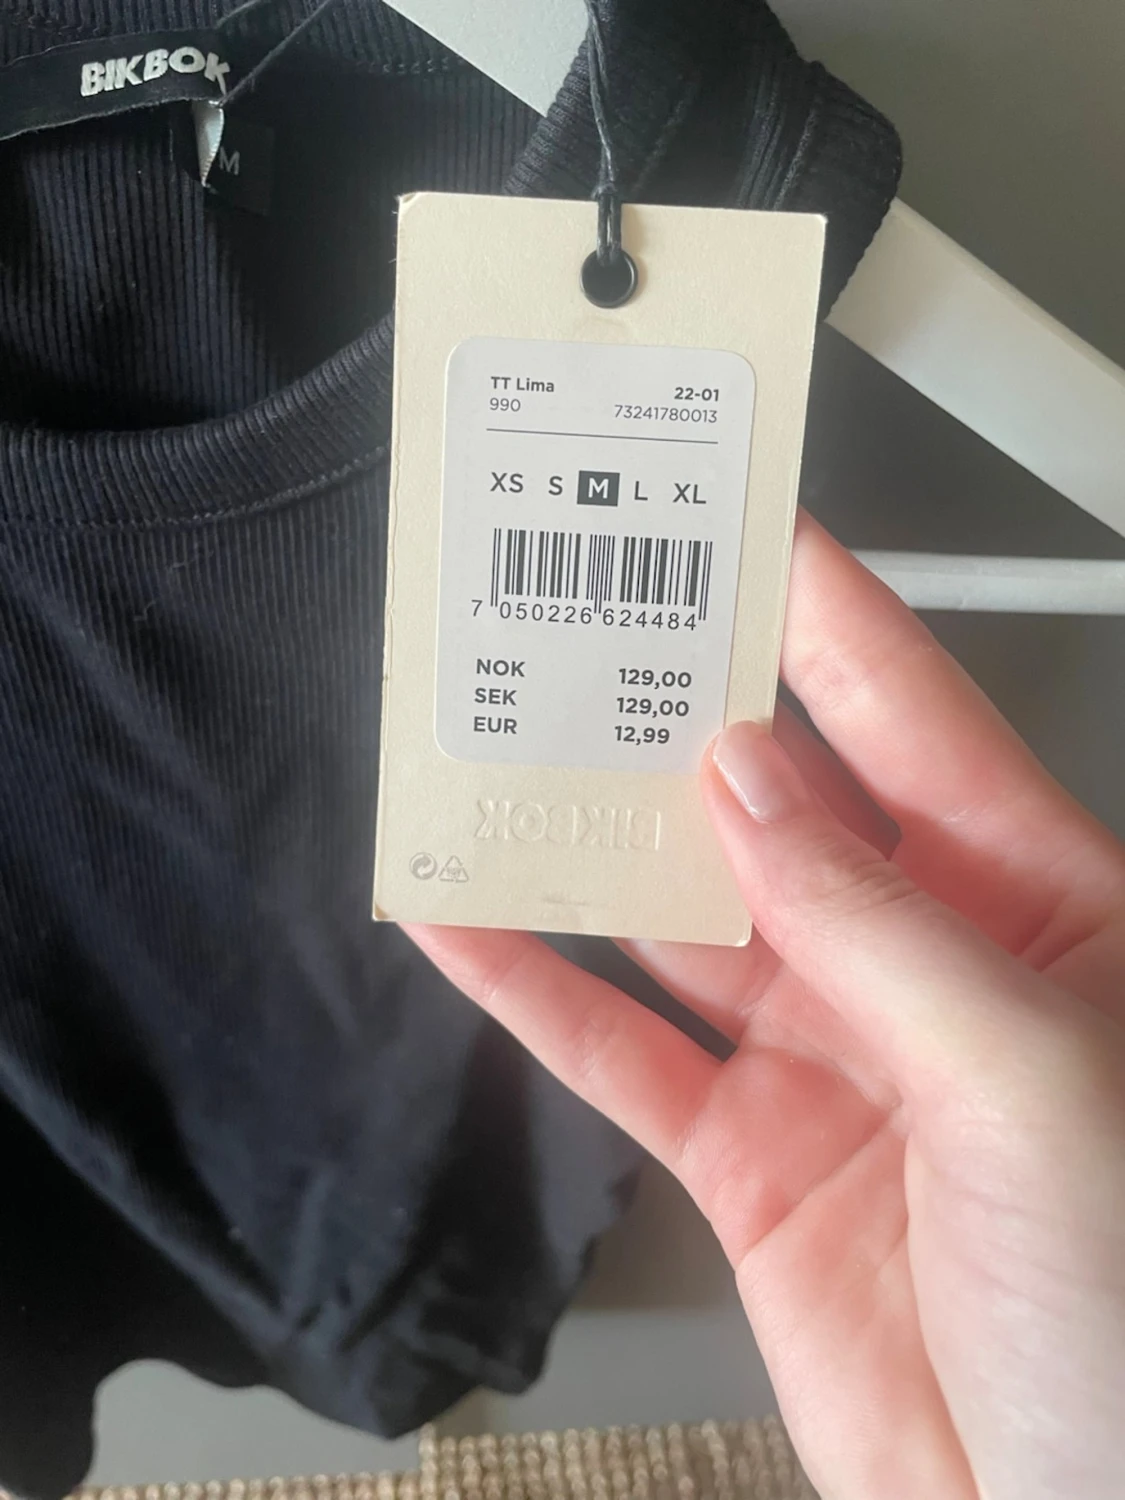 BIKBOK
M
TT Lima 22-01
990 73241780013
XS S M L XL
7 050226 624484
NOK 129,00
SEK 129,00
EUR 12,99
BIKBOK